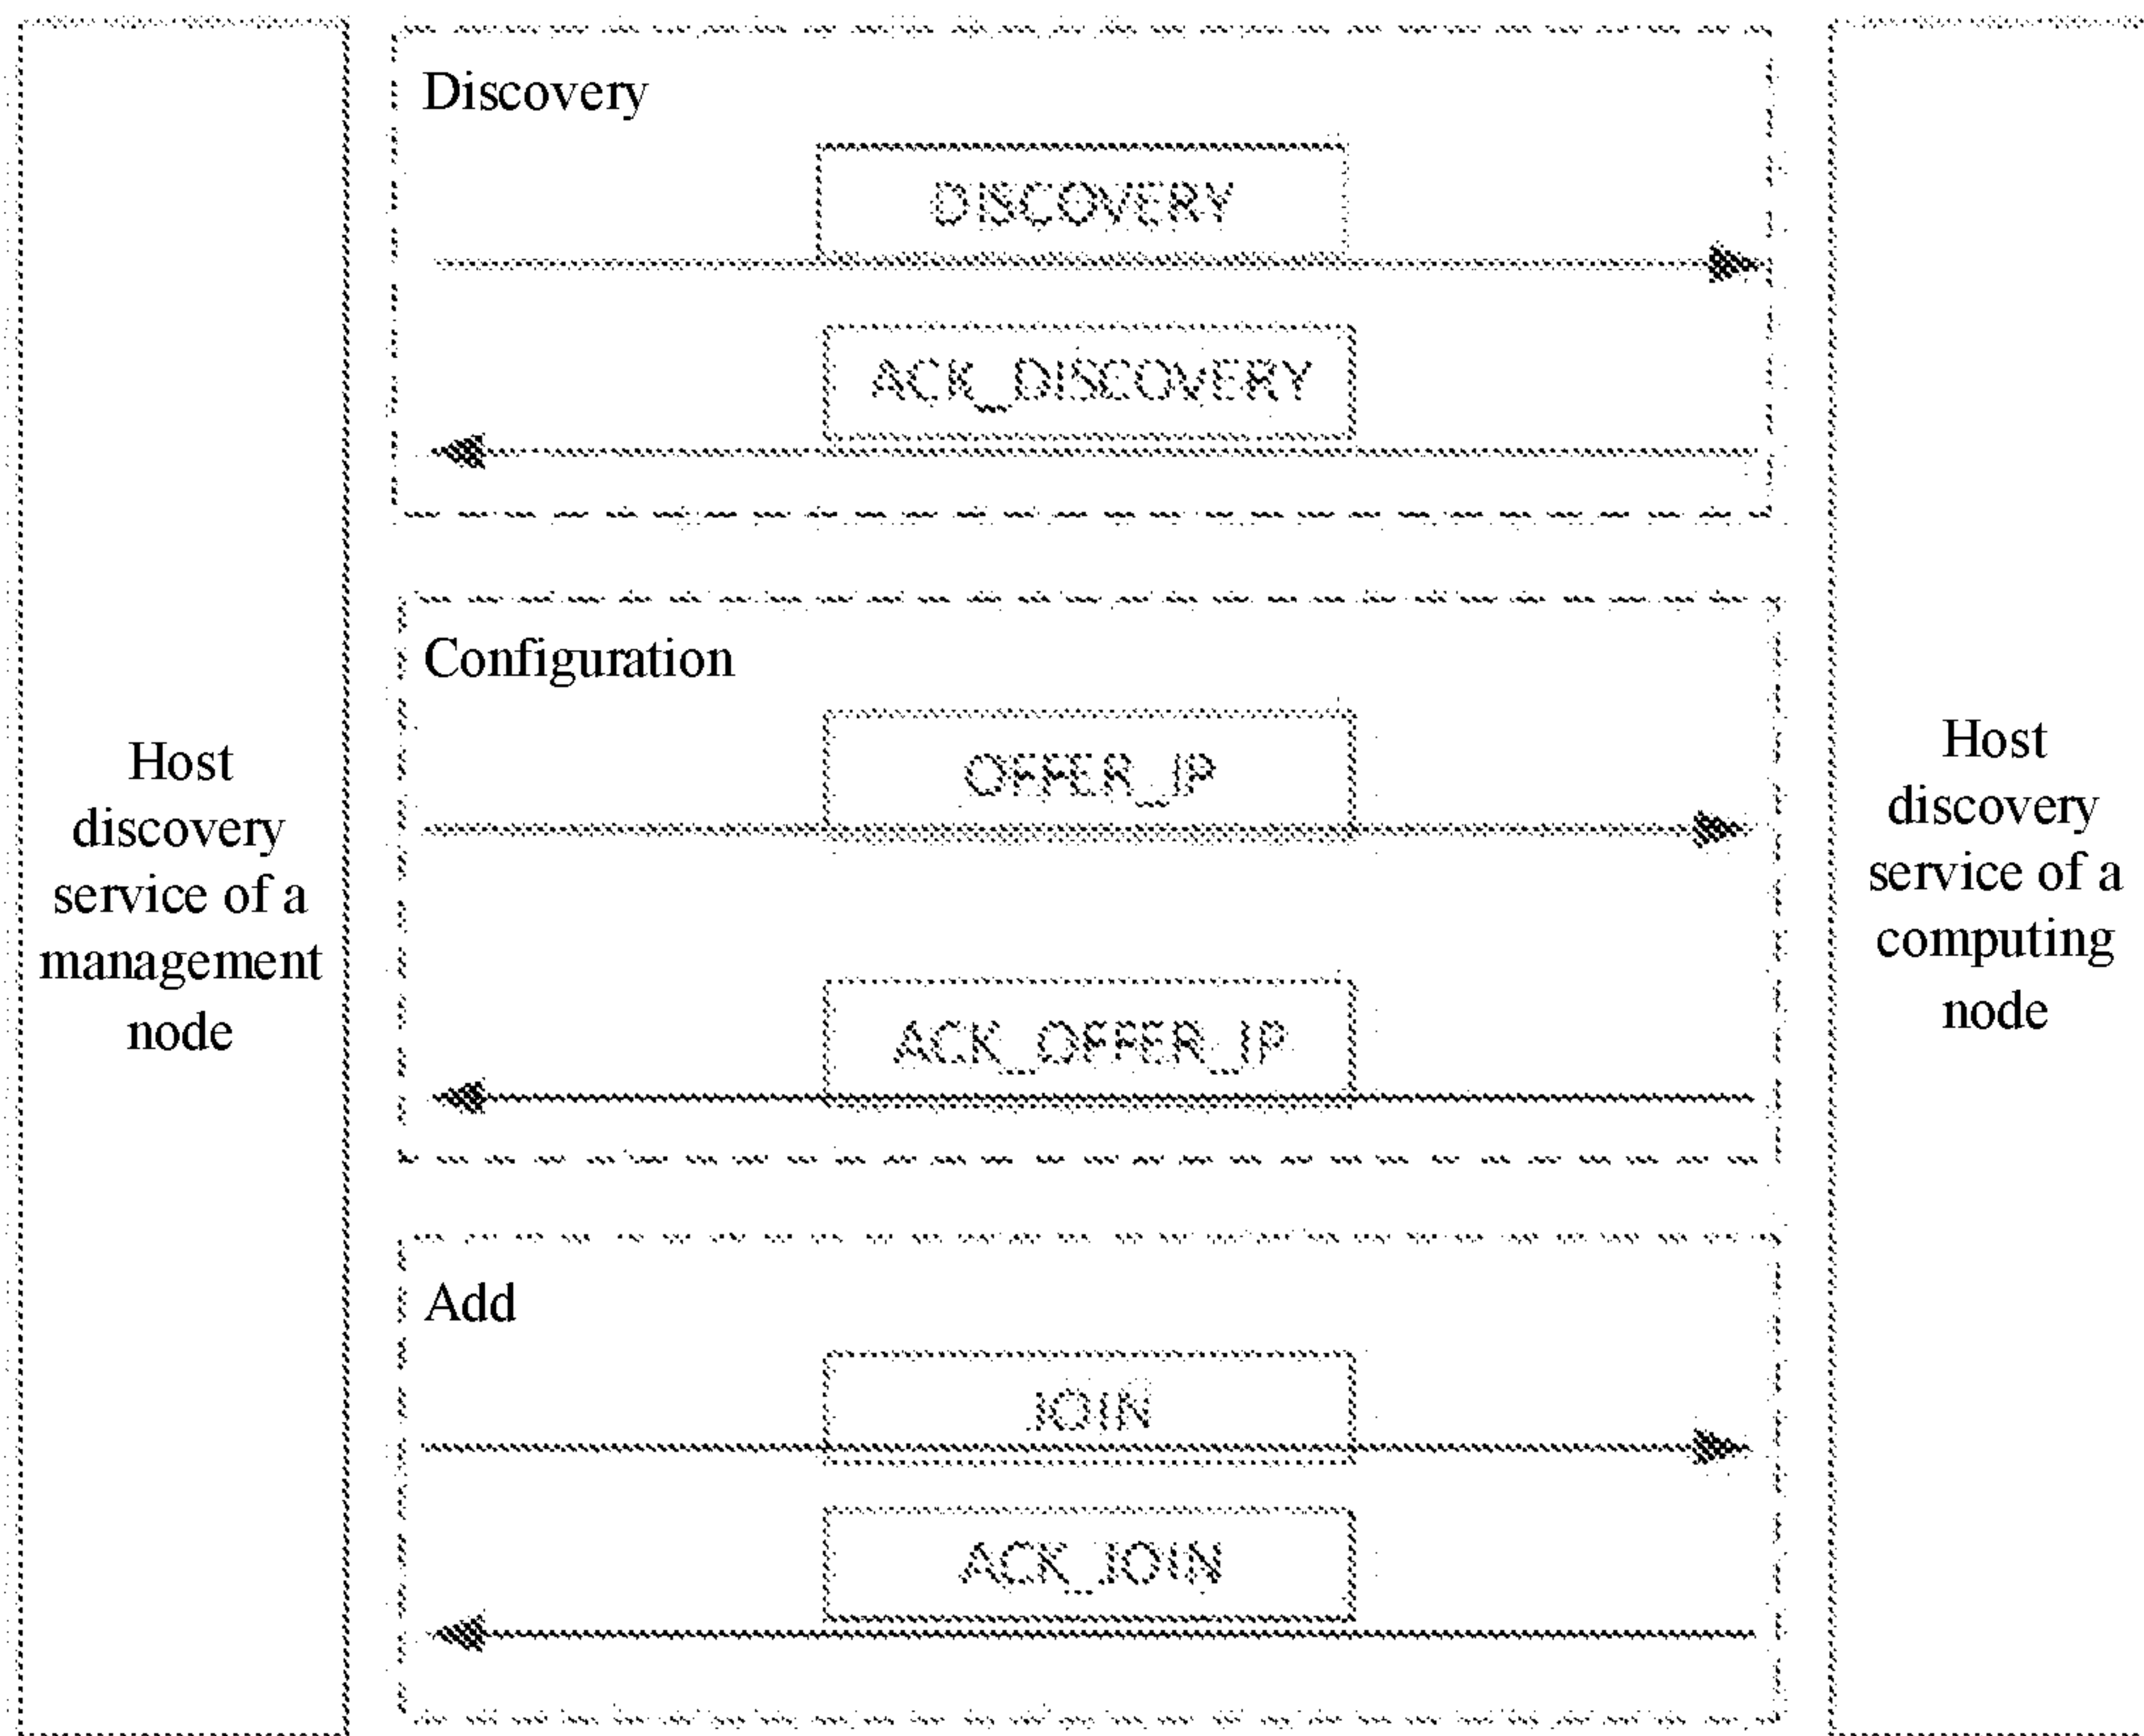 Host
discovery
service of a
management
node
Discovery
DISCOVERY
ACK_DISCOVERY
Configuration
OFFER_IP
ACK_OFFER_IP
Add
JOIN
ACK_JOIN
Host
discovery
service of a
computing
node